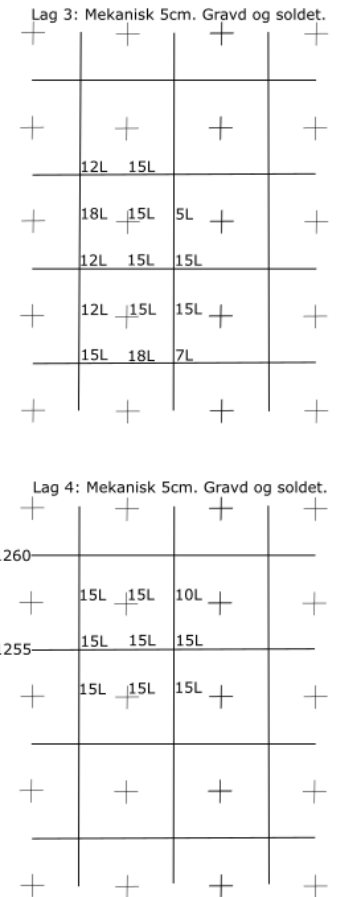 Lag 3: Mekanisk 5cm. Gravd og soldet.
12L 15L
18L 15L 5L
12L 15L 15L
12L 15L 15L
15L 18L 7L
Lag 4: Mekanisk 5cm. Gravd og soldet.
260
15L 15L 10L
15L 15L 15L
255
15L 15L 15L